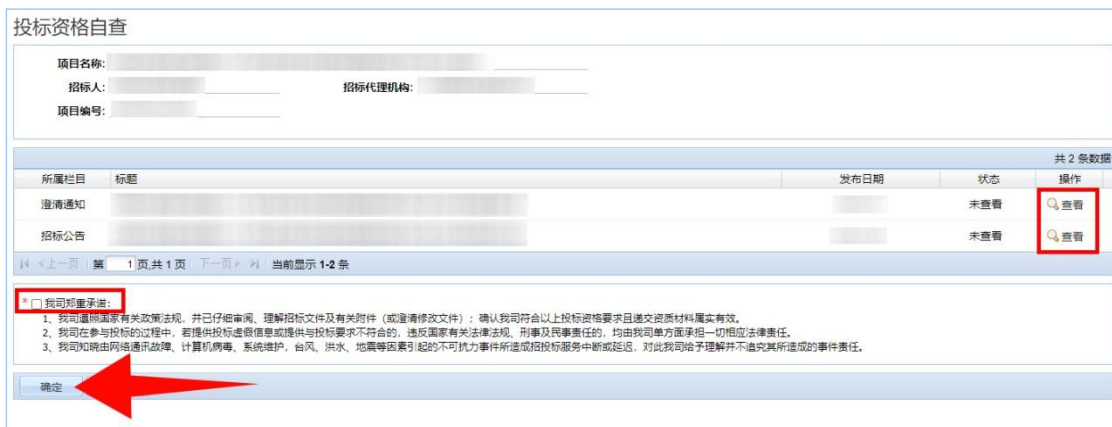 投标资格自查
项目名称:
招标人: 招标代理机构:
项目编号:
共 2 条数据
所属栏目 标题 发布日期 状态 操作
澄清通知 未查看 查看
招标公告 未查看 查看
上一页 第 1 页,共 1 页 下一页 当前显示 1-2 条
* 我司郑重承诺:
1、我司遵照国家有关政策法规，并已仔细审阅、理解招标文件及有关附件（或澄清修改文件）；确认我司符合以上投标资格要求且递交资质材料属实有效。
2、我司在参与投标的过程中，若提供投标虚假信息或提供与投标要求不符合的，违反国家有关法律法规、刑事及民事责任的，均由我司单方面承担一切相应法律责任。
3、我司知晓由网络通讯故障、计算机病毒、系统维护，台风、洪水、地震等因素引起的不可抗力事件所造成招投标服务中断或延迟，对此我司给予理解并不追究其所造成的事件责任。
确定